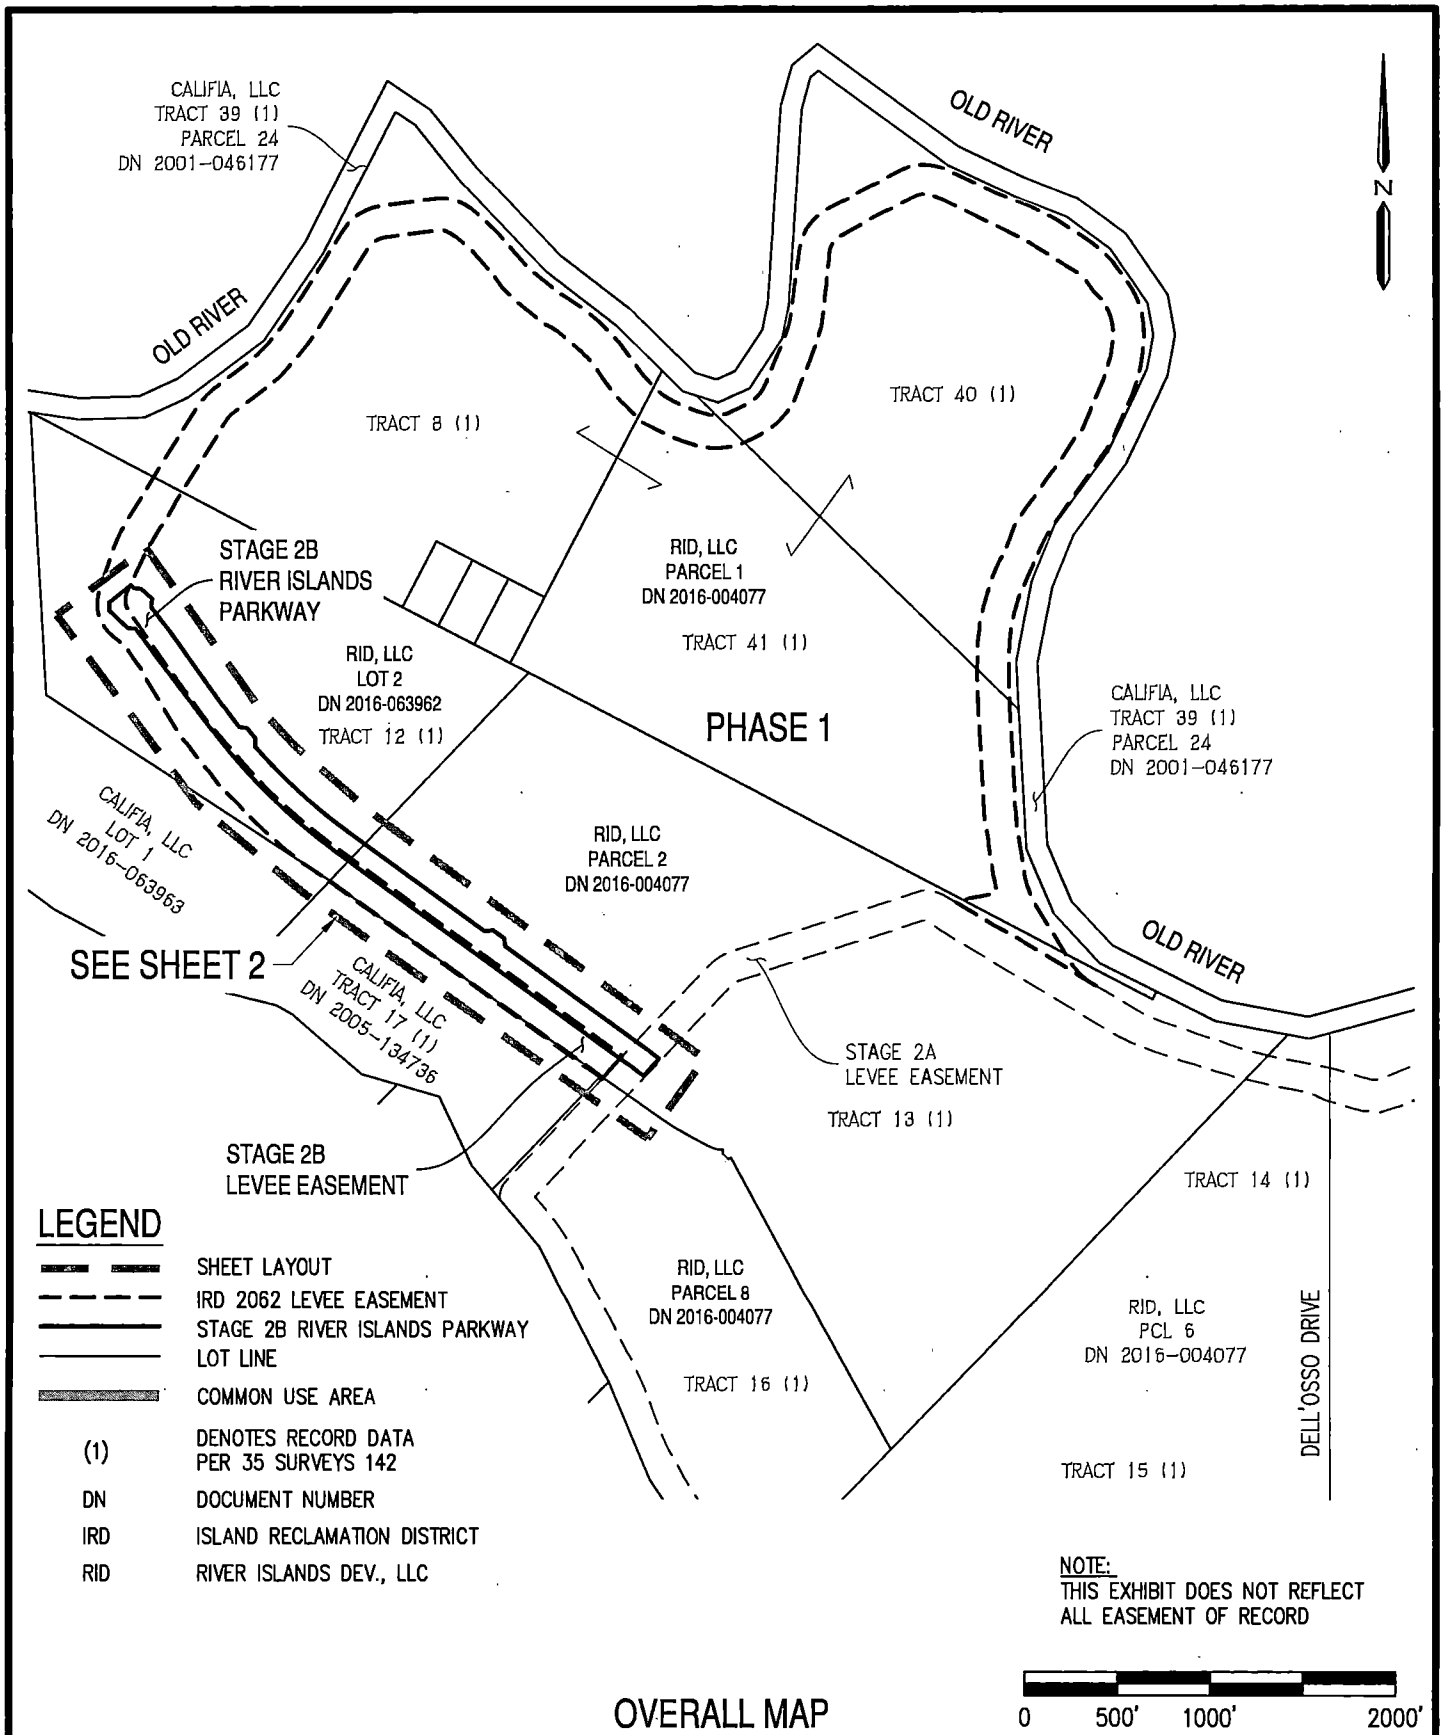 CALIFIA, LLC
TRACT 39 (1)
PARCEL 24
DN 2001-046177
OLD RIVER
N
OLD RIVER
TRACT 8 (1)
TRACT 40 (1)
STAGE 2B
RIVER ISLANDS
PARKWAY
RID, LLC
PARCEL 1
DN 2016-004077
TRACT 41 (1)
RID, LLC
LOT 2
DN 2016-063962
TRACT 12 (1)
PHASE 1
CALIFIA, LLC
TRACT 39 (1)
PARCEL 24
DN 2001-046177
CALIFIA, LLC
LOT 1
DN 2016-063963
RID, LLC
PARCEL 2
DN 2016-004077
SEE SHEET 2
CALIFIA, LLC
TRACT 17 (1)
DN 2005-134736
OLD RIVER
STAGE 2A
LEVEE EASEMENT
TRACT 13 (1)
STAGE 2B
LEVEE EASEMENT
TRACT 14 (1)
RID, LLC
PARCEL 8
DN 2016-004077
TRACT 16 (1)
RID, LLC
PCL 6
DN 2016-004077
DELL'OSSO DRIVE
TRACT 15 (1)
LEGEND
SHEET LAYOUT
IRD 2062 LEVEE EASEMENT
STAGE 2B RIVER ISLANDS PARKWAY
LOT LINE
COMMON USE AREA
(1) DENOTES RECORD DATA
PER 35 SURVEYS 142
DN DOCUMENT NUMBER
IRD ISLAND RECLAMATION DISTRICT
RID RIVER ISLANDS DEV., LLC
NOTE:
THIS EXHIBIT DOES NOT REFLECT
ALL EASEMENT OF RECORD
OVERALL MAP
0 500' 1000' 2000'